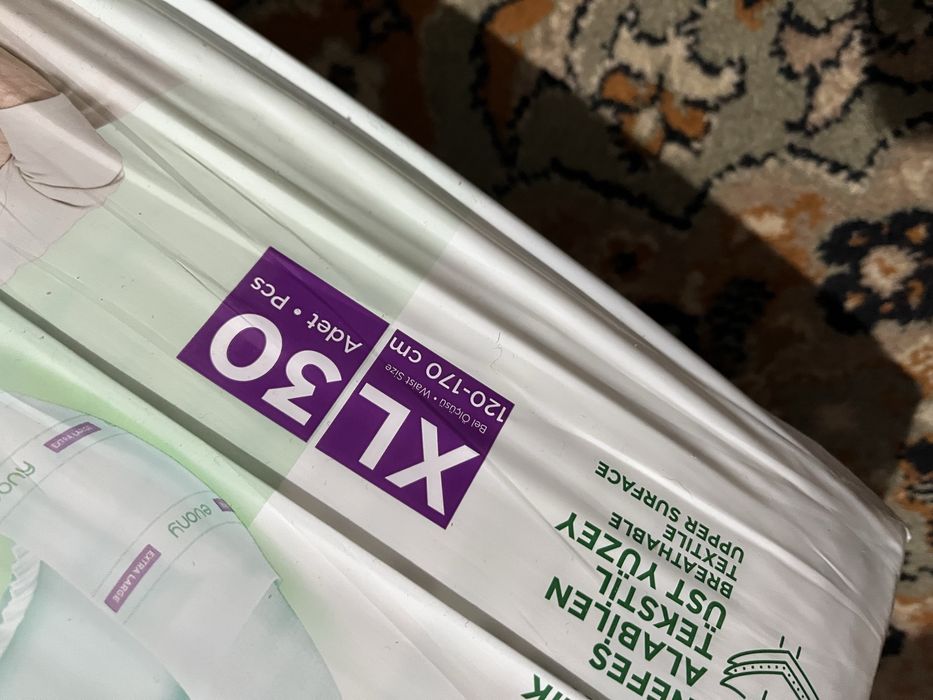 XL
Bel Ölçüsü • Waist Size
120-170 cm
30
Adet • Pcs
NEFES
ALABİLEN
TEKSTİL
ÜST YÜZEY
BREATHABLE
TEXTILE
UPPER SURFACE
evony
EXTRA LARGE